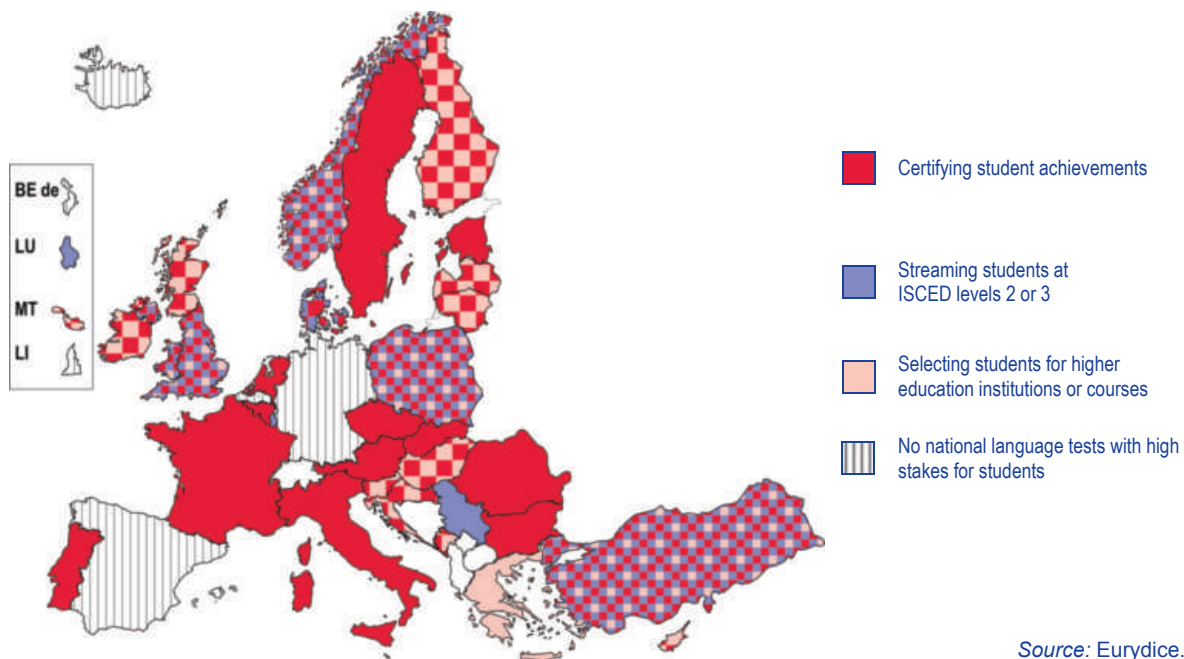 BE de
LU
MT
LI
Certifying student achievements
Streaming students at
ISCED levels 2 or 3
Selecting students for higher
education institutions or courses
No national language tests with high
stakes for students
Source: Eurydice.